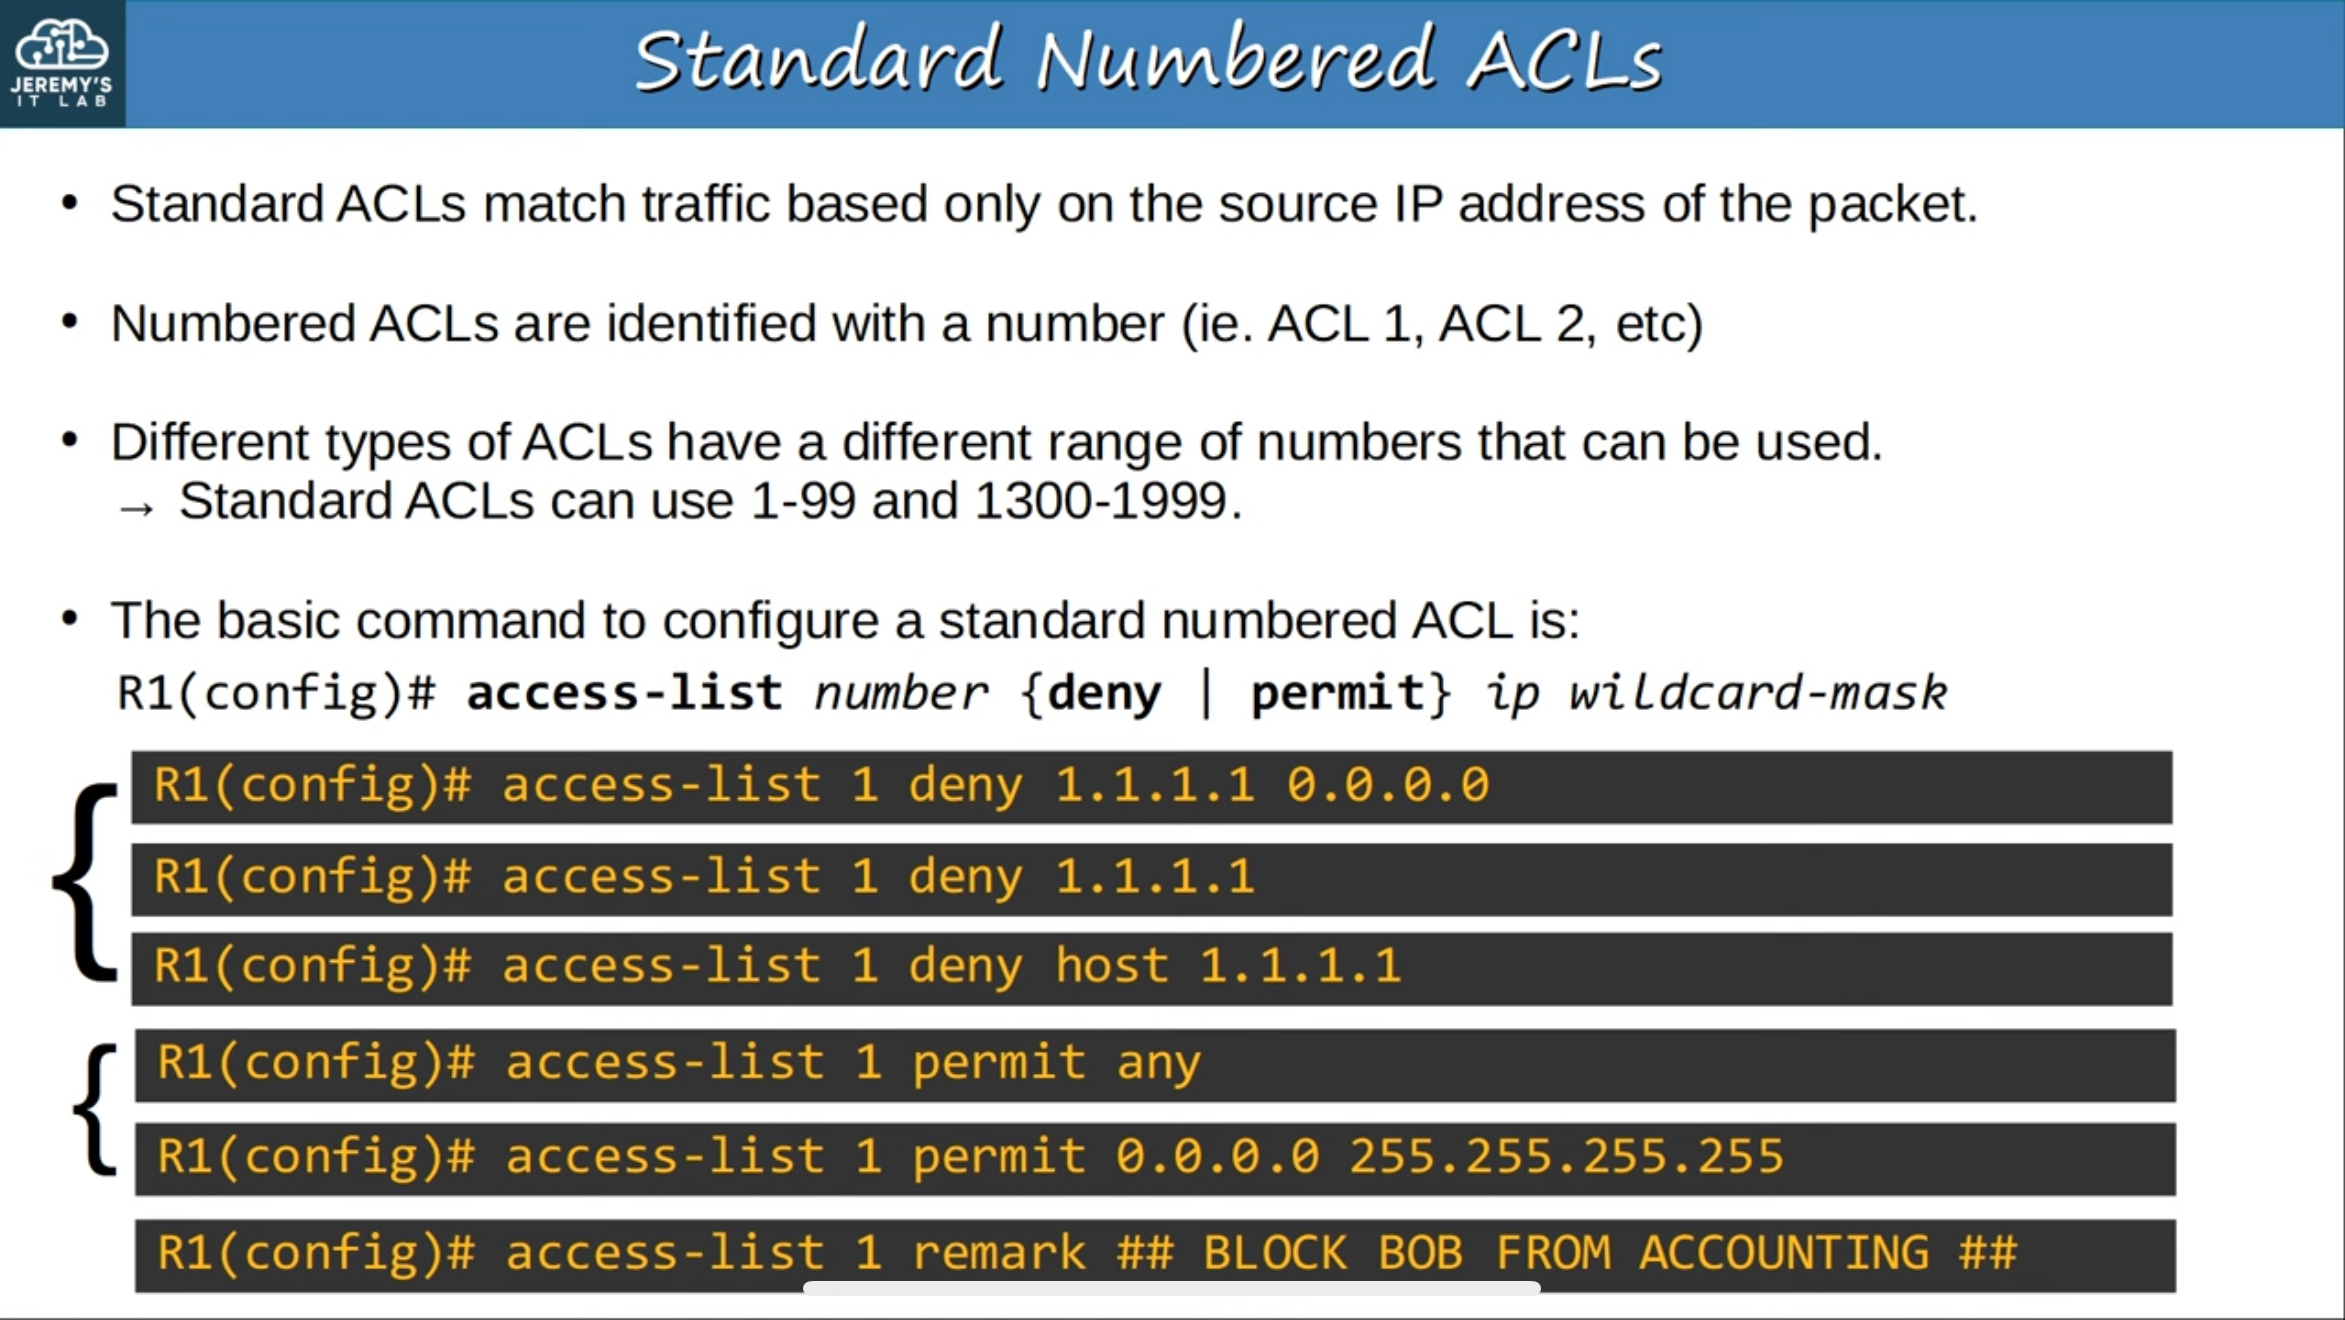 JEREMY'S
IT LAB
Standard Numbered ACLs
• Standard ACLs match traffic based only on the source IP address of the packet.
• Numbered ACLs are identified with a number (ie. ACL 1, ACL 2, etc)
• Different types of ACLs have a different range of numbers that can be used.
→ Standard ACLs can use 1-99 and 1300-1999.
• The basic command to configure a standard numbered ACL is:
R1(config)# access-list number {deny | permit} ip wildcard-mask
R1(config)# access-list 1 deny 1.1.1.1 0.0.0.0
R1(config)# access-list 1 deny 1.1.1.1
R1(config)# access-list 1 deny host 1.1.1.1
R1(config)# access-list 1 permit any
R1(config)# access-list 1 permit 0.0.0.0 255.255.255.255
R1(config)# access-list 1 remark ## BLOCK BOB FROM ACCOUNTING ##